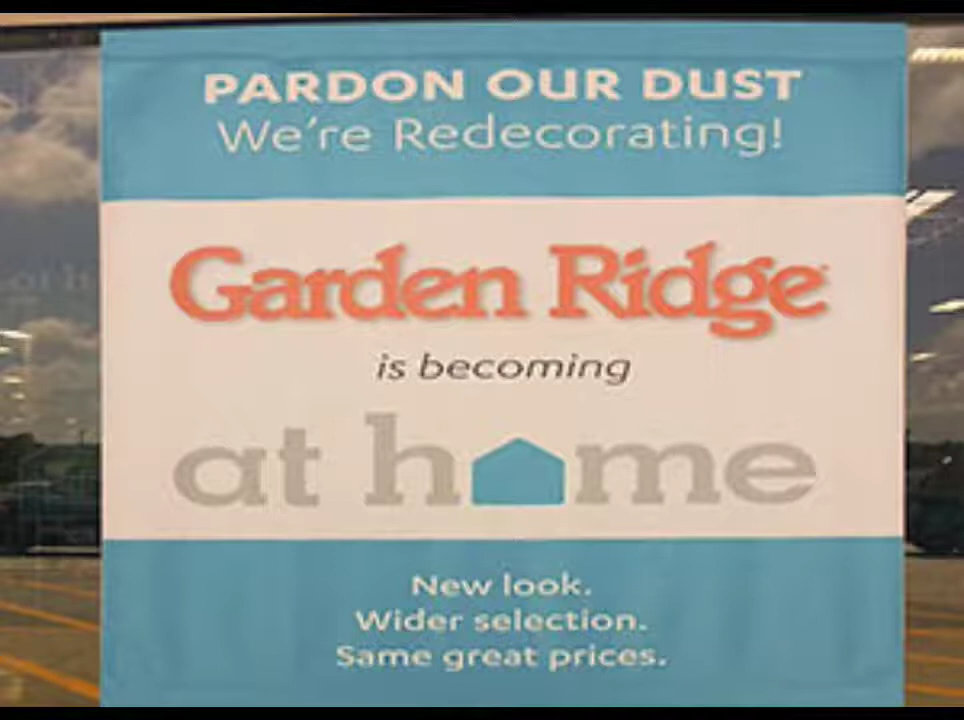 PARDON OUR DUST
We're Redecorating!
Garden Ridge
is becoming
at home
New look.
Wider selection.
Same great prices.